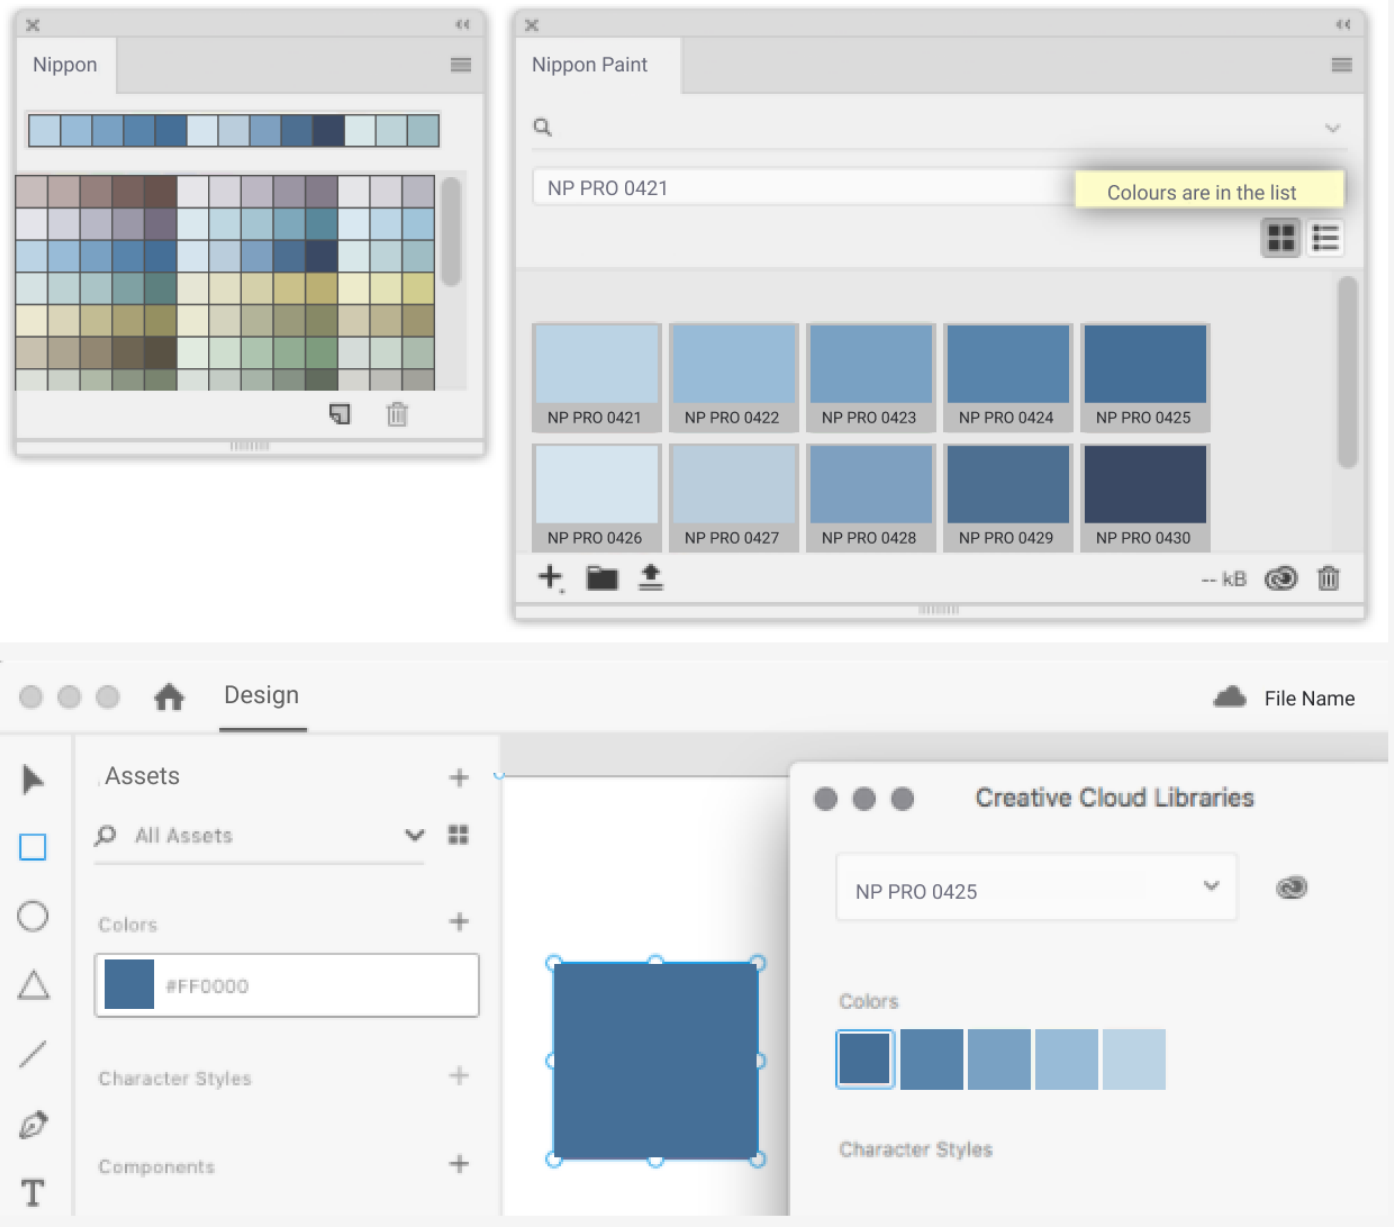 Nippon
Nippon Paint
NP PRO 0421
Colours are in the list
NP PRO 0421 NP PRO 0422 NP PRO 0423 NP PRO 0424 NP PRO 0425
NP PRO 0426 NP PRO 0427 NP PRO 0428 NP PRO 0429 NP PRO 0430
-- kB
Design
File Name
Assets
All Assets
Colors
#FF0000
Character Styles
Components
T
Creative Cloud Libraries
NP PRO 0425
Colors
Character Styles